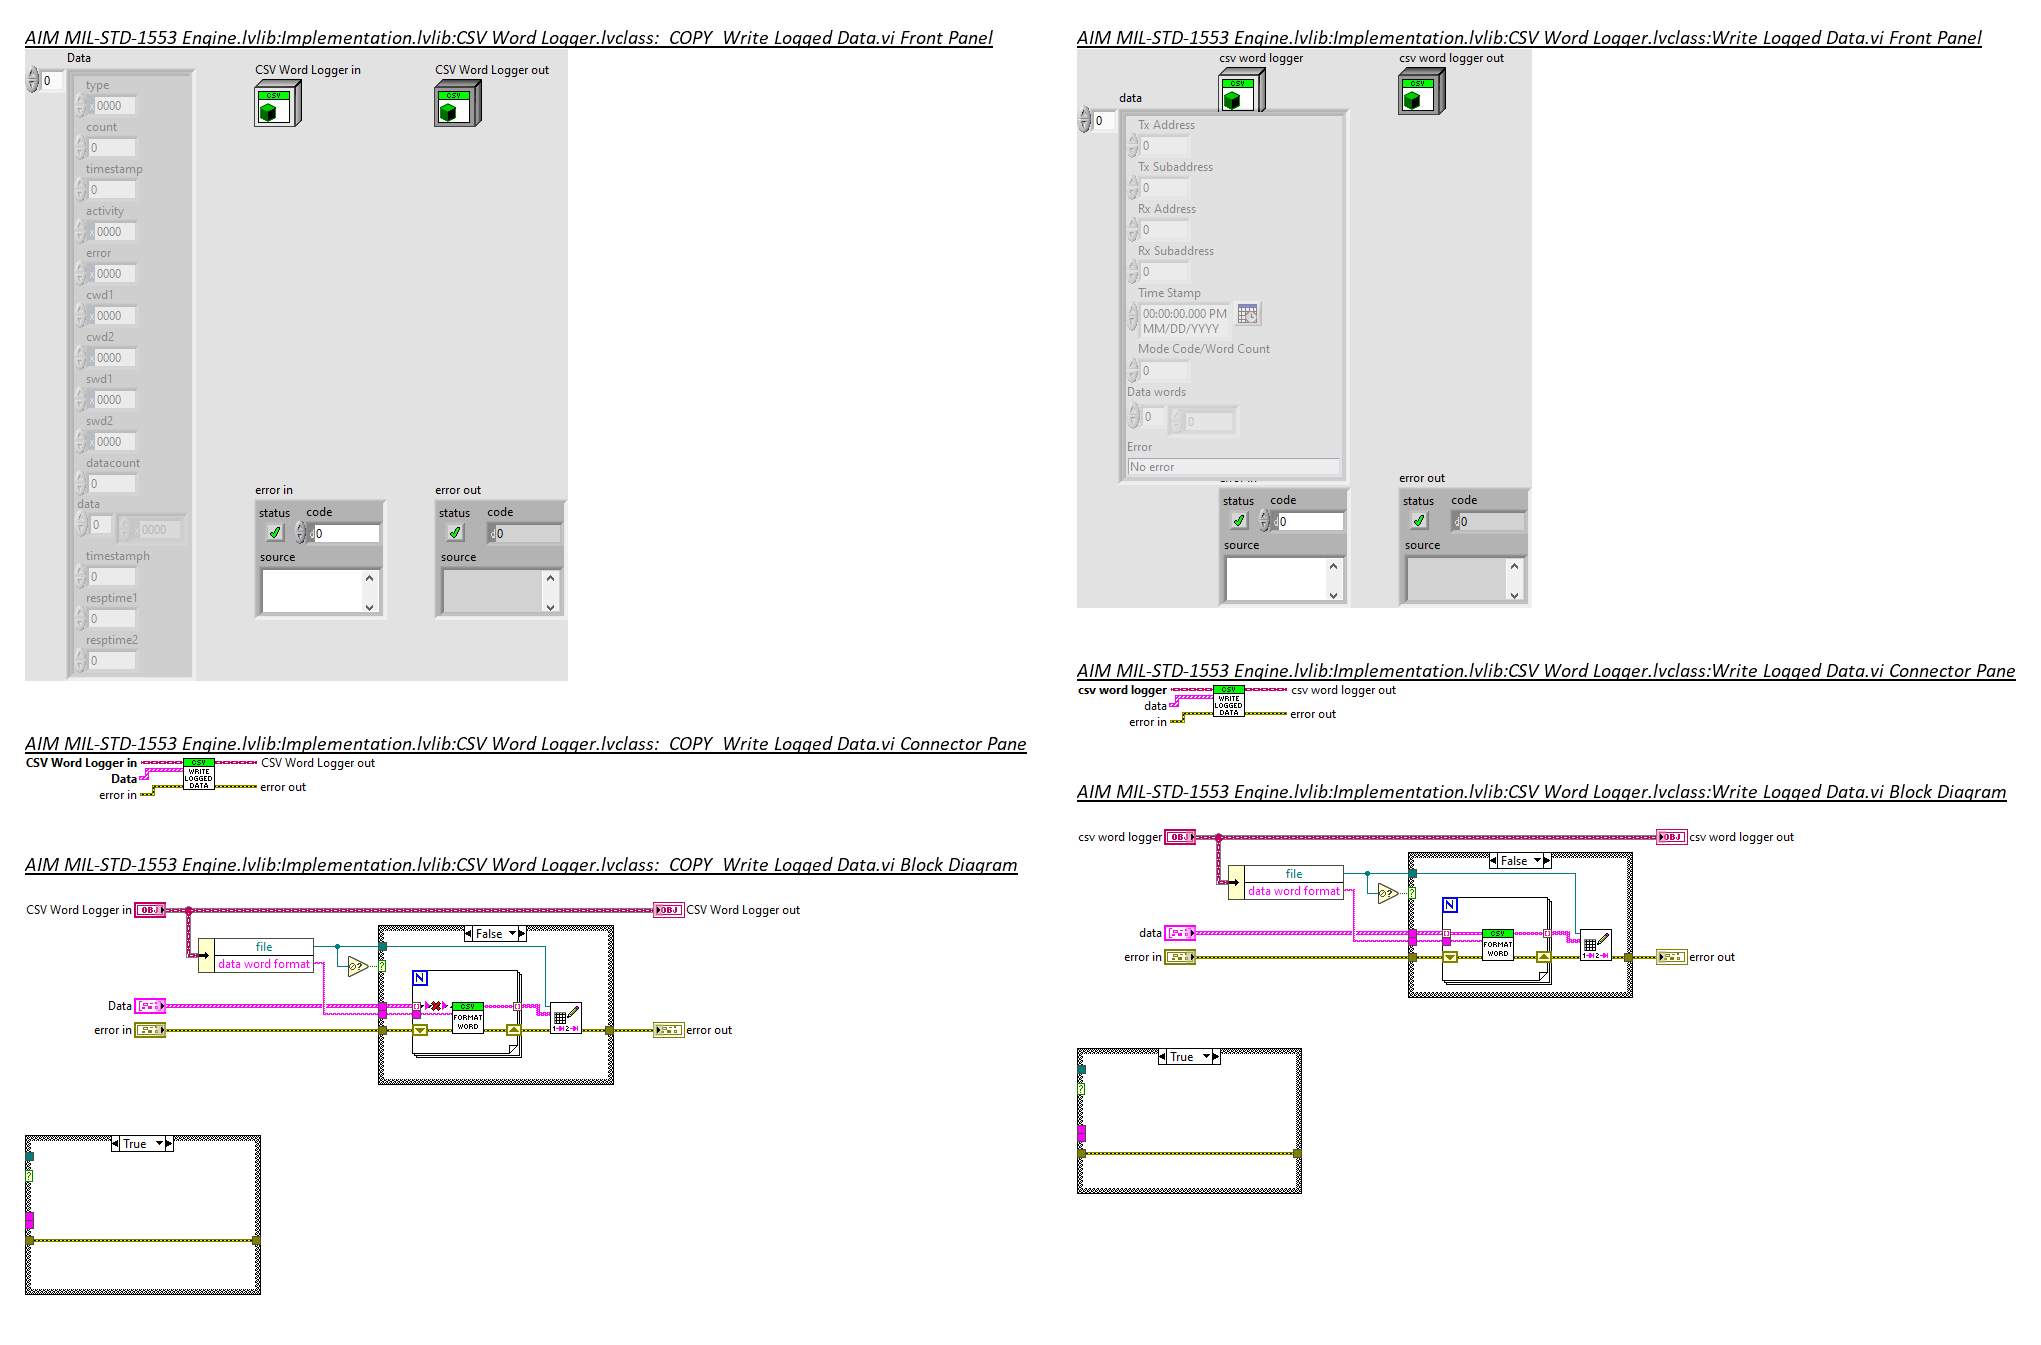 AIM MIL-STD-1553 Engine.lvlib:Implementation.lvlib:CSV Word Logger.lvclass:  COPY  Write Logged Data.vi Front Panel
Data
0
type
x 0000
count
0
timestamp
0
activity
x 0000
error
x 0000
cwd1
x 0000
cwd2
x 0000
swd1
x 0000
swd2
x 0000
datacount
0
data
0
x 0000
timestamph
0
resptime1
0
resptime2
0
CSV Word Logger in
CSV
CSV Word Logger out
CSV
error in
status
code
d 0
source
error out
status
code
d 0
source
AIM MIL-STD-1553 Engine.lvlib:Implementation.lvlib:CSV Word Logger.lvclass:  COPY  Write Logged Data.vi Connector Pane
CSV Word Logger in
Data
error in
CSV
WRITE
LOGGED
DATA
CSV Word Logger out
error out
AIM MIL-STD-1553 Engine.lvlib:Implementation.lvlib:CSV Word Logger.lvclass:  COPY  Write Logged Data.vi Block Diagram
CSV Word Logger in
OBJ
OBJ
CSV Word Logger out
False
file
data word format
?
?
N
Data
CSV
FORMAT
WORD
error in
error out
True
?
AIM MIL-STD-1553 Engine.lvlib:Implementation.lvlib:CSV Word Logger.lvclass:Write Logged Data.vi Front Panel
csv word logger
CSV
csv word logger out
CSV
data
0
Tx Address
0
Tx Subaddress
0
Rx Address
0
Rx Subaddress
0
Time Stamp
00:00:00.000 PM
MM/DD/YYYY
Mode Code/Word Count
0
Data words
0
0
Error
No error
error in
status
code
d 0
source
error out
status
code
d 0
source
AIM MIL-STD-1553 Engine.lvlib:Implementation.lvlib:CSV Word Logger.lvclass:Write Logged Data.vi Connector Pane
csv word logger
data
error in
CSV
WRITE
LOGGED
DATA
csv word logger out
error out
AIM MIL-STD-1553 Engine.lvlib:Implementation.lvlib:CSV Word Logger.lvclass:Write Logged Data.vi Block Diagram
csv word logger
OBJ
OBJ
csv word logger out
False
file
data word format
?
?
N
data
CSV
FORMAT
WORD
error in
error out
True
?